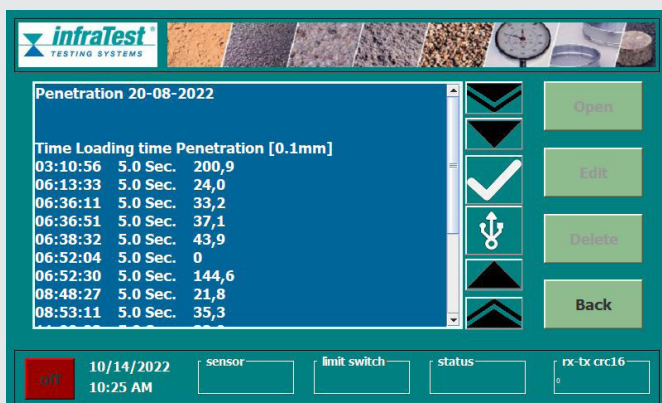 infraTest®
TESTING SYSTEMS
Penetration 20-08-2022
Time Loading time Penetration [0.1mm]
03:10:56 5.0 Sec. 200,9
06:13:33 5.0 Sec. 24,0
06:36:11 5.0 Sec. 33,2
06:36:51 5.0 Sec. 37,1
06:38:32 5.0 Sec. 43,9
06:52:04 5.0 Sec. 0
06:52:30 5.0 Sec. 144,6
08:48:27 5.0 Sec. 21,8
08:53:11 5.0 Sec. 35,3
Open
Edit
Delete
Back
off
10/14/2022
10:25 AM
sensor
limit switch
status
rx-tx crc16
0